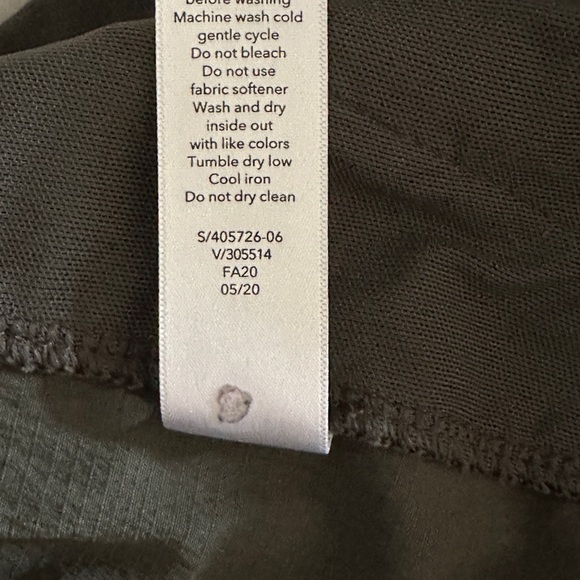 before washing
Machine wash cold
gentle cycle
Do not bleach
Do not use
fabric softener
Wash and dry
inside out
with like colors
Tumble dry low
Cool iron
Do not dry clean
S/405726-06
V/305514
FA20
05/20